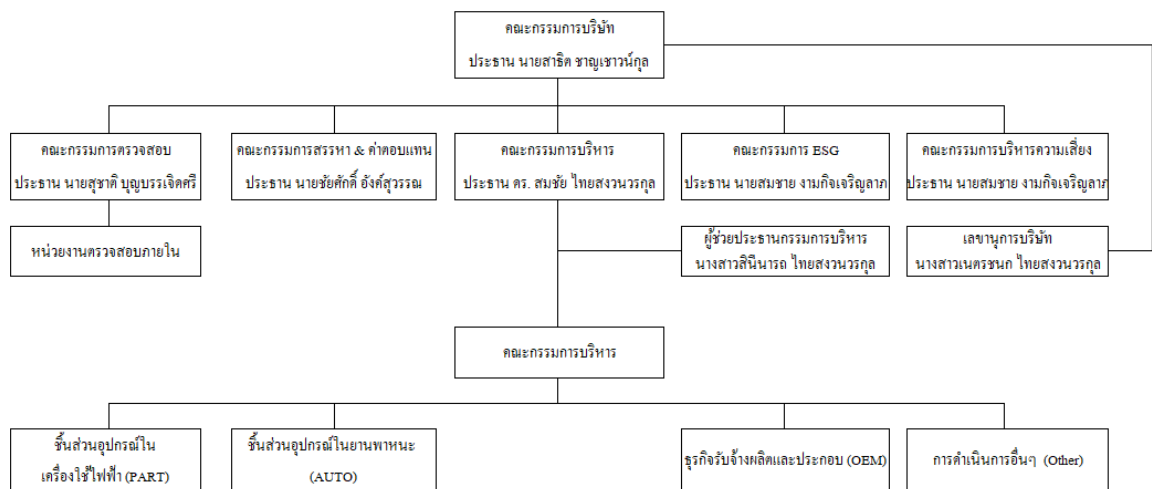 คณะกรรมการบริษัท
ประธาน นายสาธิต ชาญเชาวน์กุล
คณะกรรมการตรวจสอบ
ประธาน นายสุชาติ บุญบรรเจิดศรี
คณะกรรมการสรรหา & ค่าตอบแทน
ประธาน นายชัยศักดิ์ อังค์สุวรรณ
คณะกรรมการบริหาร
ประธาน ดร. สมชัย ไทยสงวนวรกุล
คณะกรรมการ ESG
ประธาน นายสมชาย งามกิจเจริญลาภ
คณะกรรมการบริหารความเสี่ยง
ประธาน นายสมชาย งามกิจเจริญลาภ
หน่วยงานตรวจสอบภายใน
ผู้ช่วยประธานกรรมการบริหาร
นางสาวสินีนารถ ไทยสงวนวรกุล
เลขานุการบริษัท
นางสาวเนตรชนก ไทยสงวนวรกุล
คณะกรรมการบริหาร
ชิ้นส่วนอุปกรณ์ใน
เครื่องใช้ไฟฟ้า (PART)
ชิ้นส่วนอุปกรณ์ในยานพาหนะ
(AUTO)
ธุรกิจรับจ้างผลิตและประกอบ (OEM)
การดำเนินการอื่นๆ (Other)